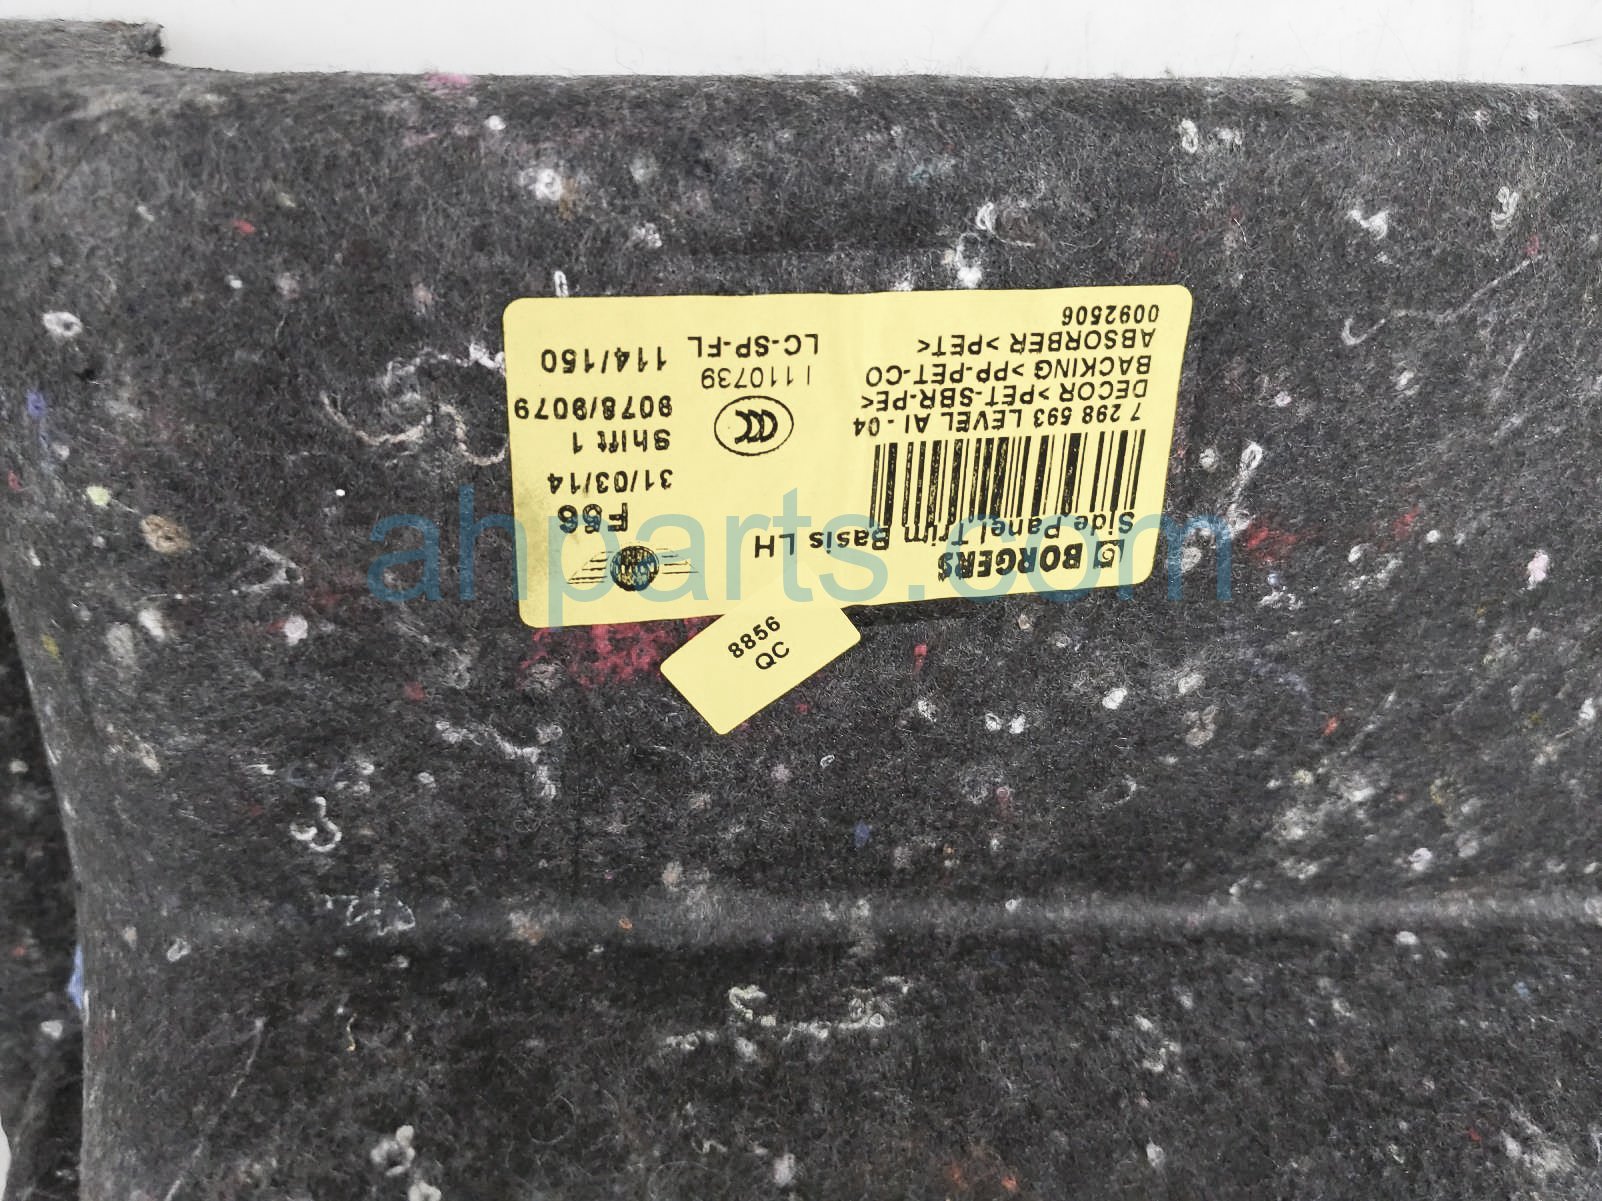 BORGERS
Side Panel Trim Basis LH
7 298 593 LEVEL AI - 04
DECOR >PET-SBR-PE<
BACKING >PP-PET-CO
ABSORBER >PET<
0092506
F56
31/03/14
Shift 1
9078/9079
114/150
CCC
I110739
LC-SP-FL
8856
QC
ahparts.com